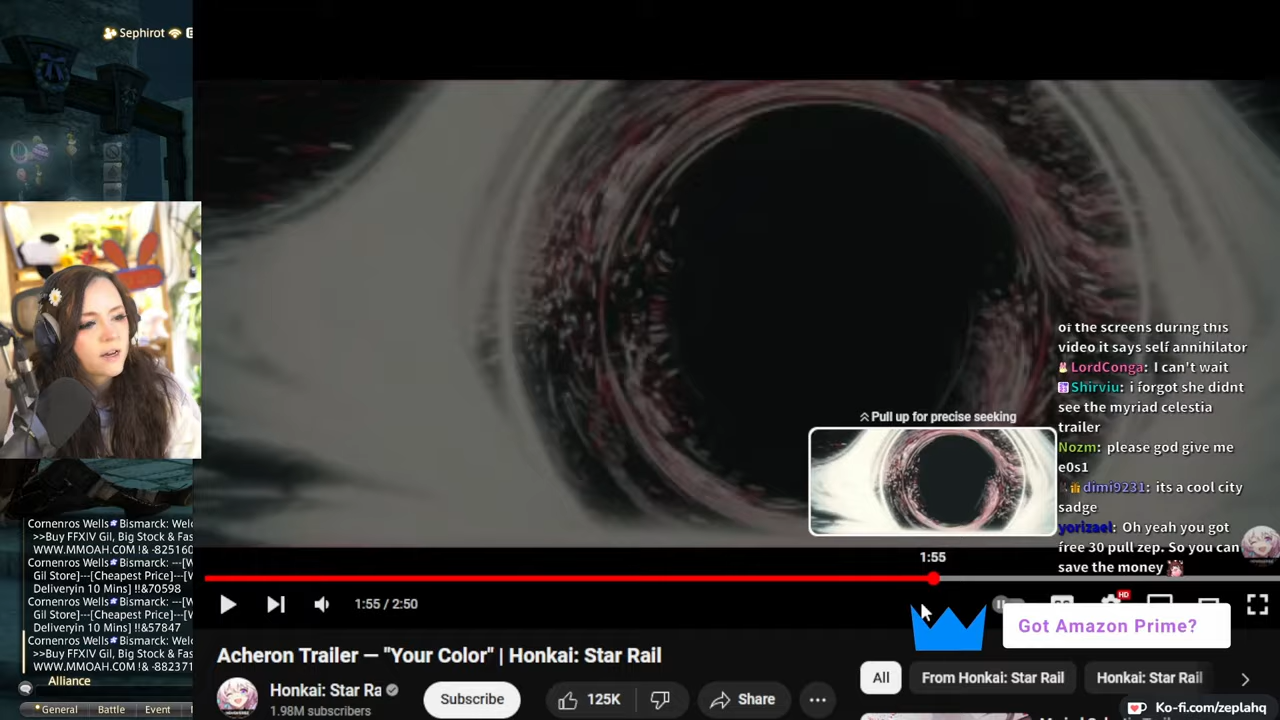 Sephirot
Pull up for precise seeking
1:55
1:55 / 2:50
HD
Acheron Trailer — "Your Color" | Honkai: Star Rail
Honkai: Star Ra
1.98M subscribers
Subscribe
125K
Share
All
From Honkai: Star Rail
Honkai: Star Rail
of the screens during this
video it says self annihilator
LordConga: I can't wait
Shirviu: i forgot she didnt
see the myriad celestia
trailer
Nozm: please god give me
e0s1
dimi9231: its a cool city
sadge
yorizael: Oh yeah you got
free 30 pull zep. So you can
save the money
Got Amazon Prime?
Ko-fi.com/zeplahq
Cornenros Wells Bismarck: Welc
>>Buy FFXIV Gil, Big Stock & Fas
WWW.MMOAH.C0M !& -825160
Cornenros Wells Bismarck: ---[W
Gil Store]---[Cheapest Price]---[W
Deliveryin 10 Mins] !!&70598
Cornenros Wells Bismarck: ---[W
Gil Store]---[Cheapest Price]---[W
Deliveryin 10 Mins] !!&57847
Cornenros Wells Bismarck: Welc
>>Buy FFXIV Gil, Big Stock & Fas
WWW.MMOAH.C0M !& -882371
Alliance
General Battle Event